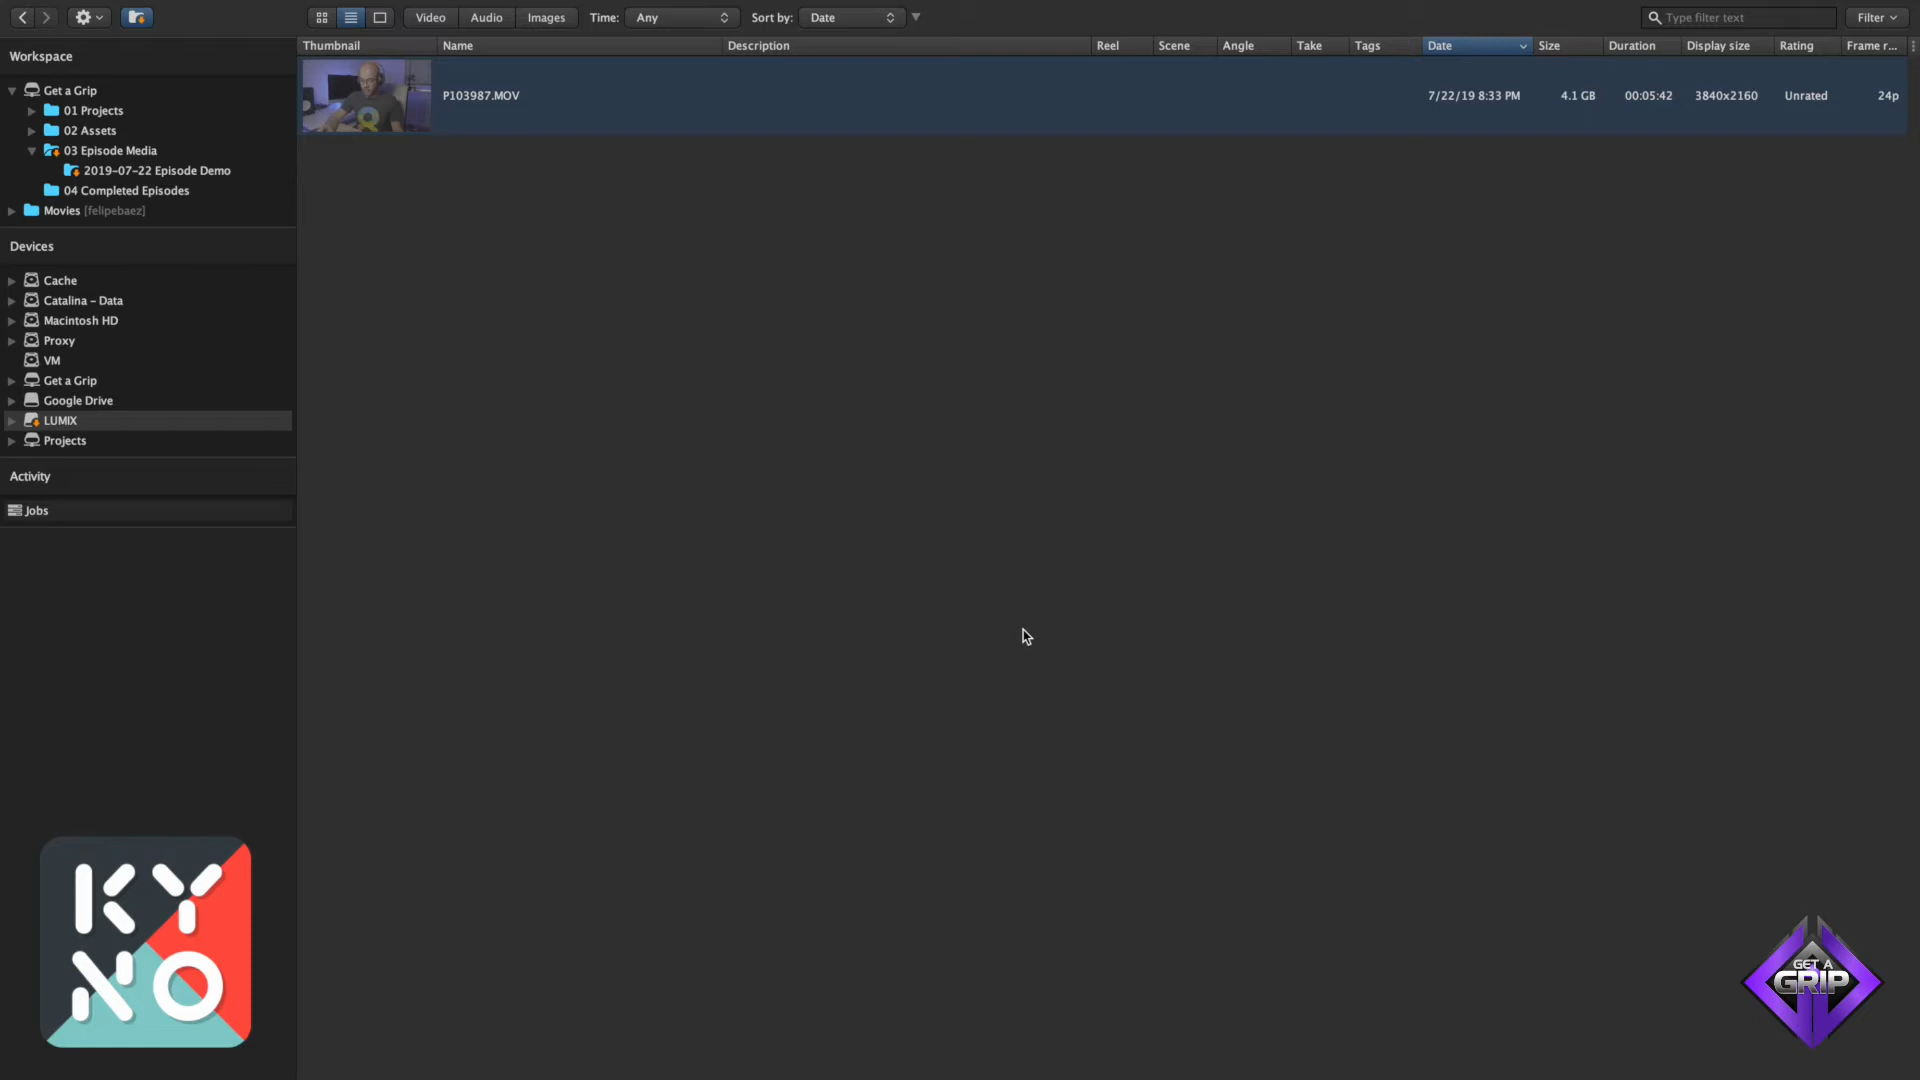 Video Audio Images Time: Any Sort by: Date Type filter text Filter
Workspace
Get a Grip
01 Projects
02 Assets
03 Episode Media
2019-07-22 Episode Demo
04 Completed Episodes
Movies [felipebaez]
Devices
Cache
Catalina - Data
Macintosh HD
Proxy
VM
Get a Grip
Google Drive
LUMIX
Projects
Activity
Jobs
Thumbnail Name Description Reel Scene Angle Take Tags Date Size Duration Display size Rating Frame r...
P103987.MOV 7/22/19 8:33 PM 4.1 GB 00:05:42 3840x2160 Unrated 24p
KY
NO
GET A
GRIP